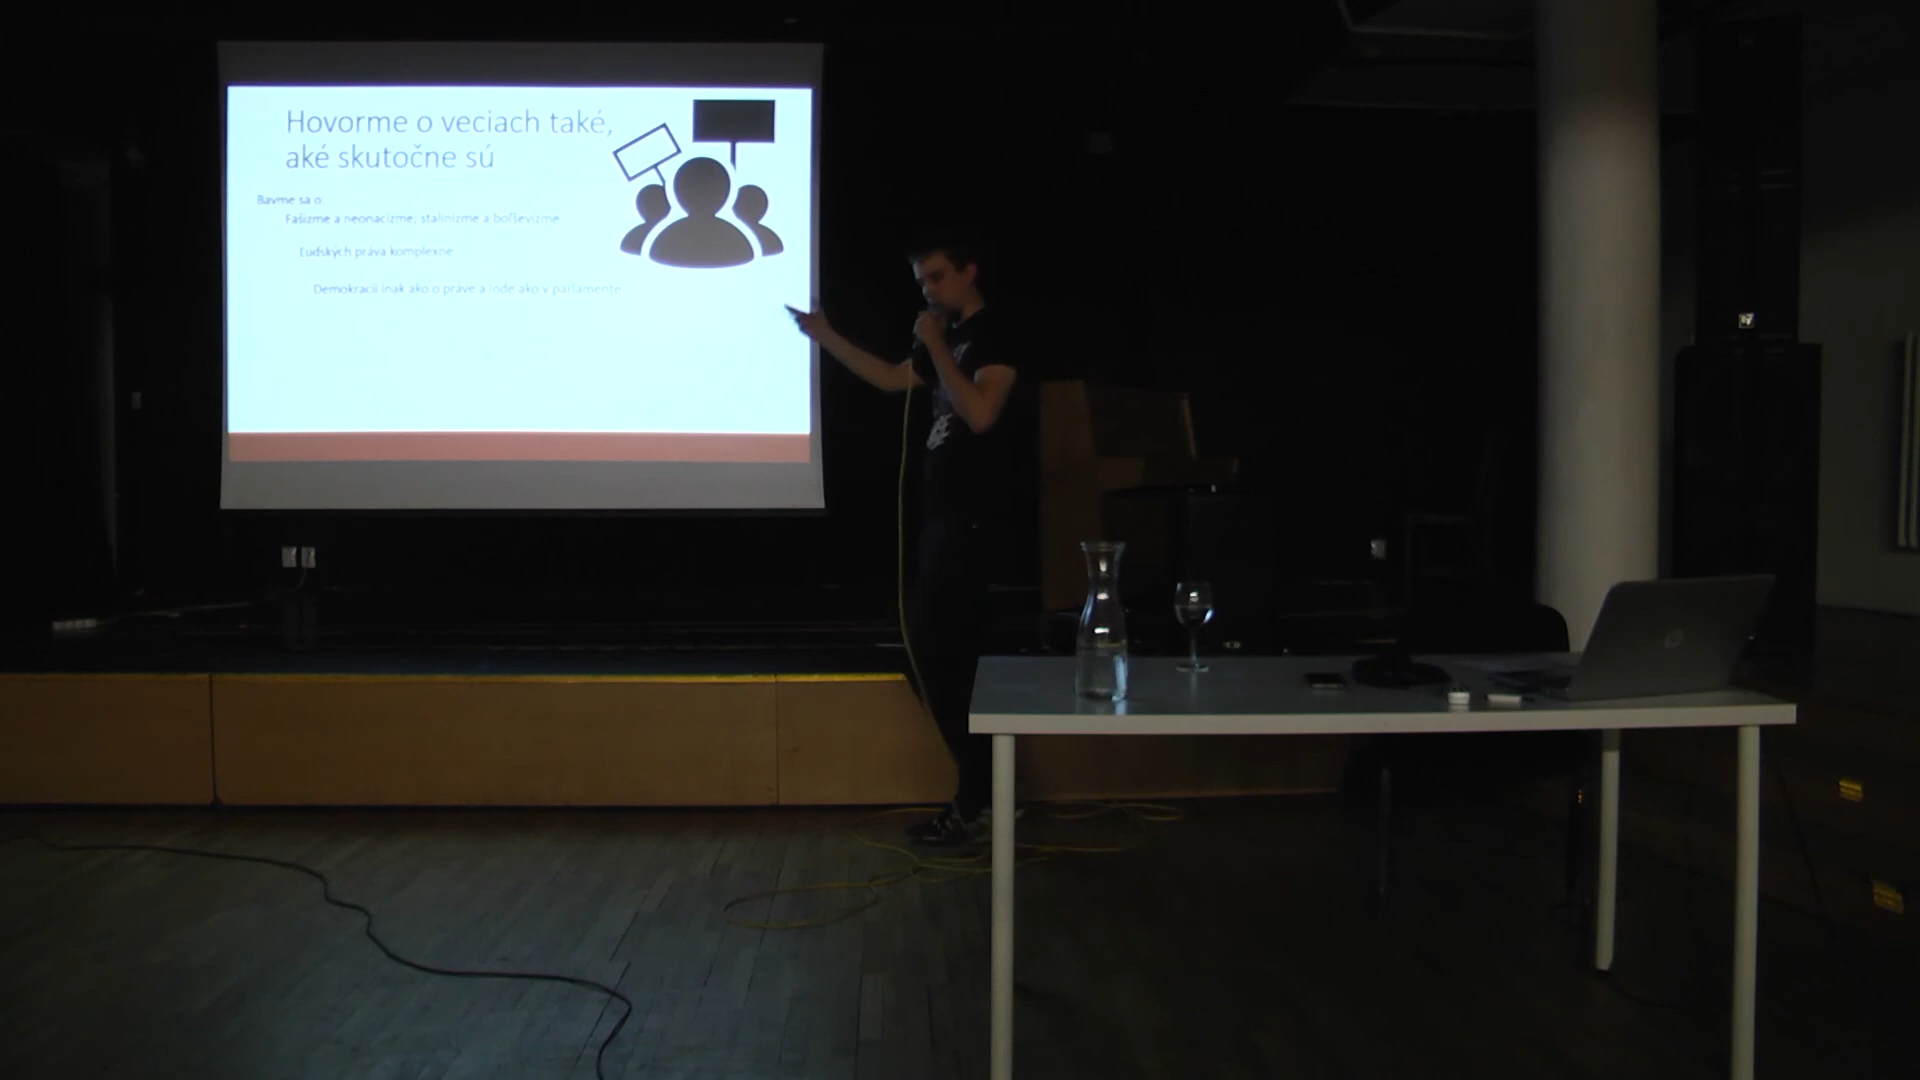 Hovorme o veciach také,
aké skutočne sú
Bavme sa o:
Fašizme a neonacizme; stalinizme a boľševizme
Ľudských práva komplexne
Demokracii inak ako o práve a inde ako v parlamente